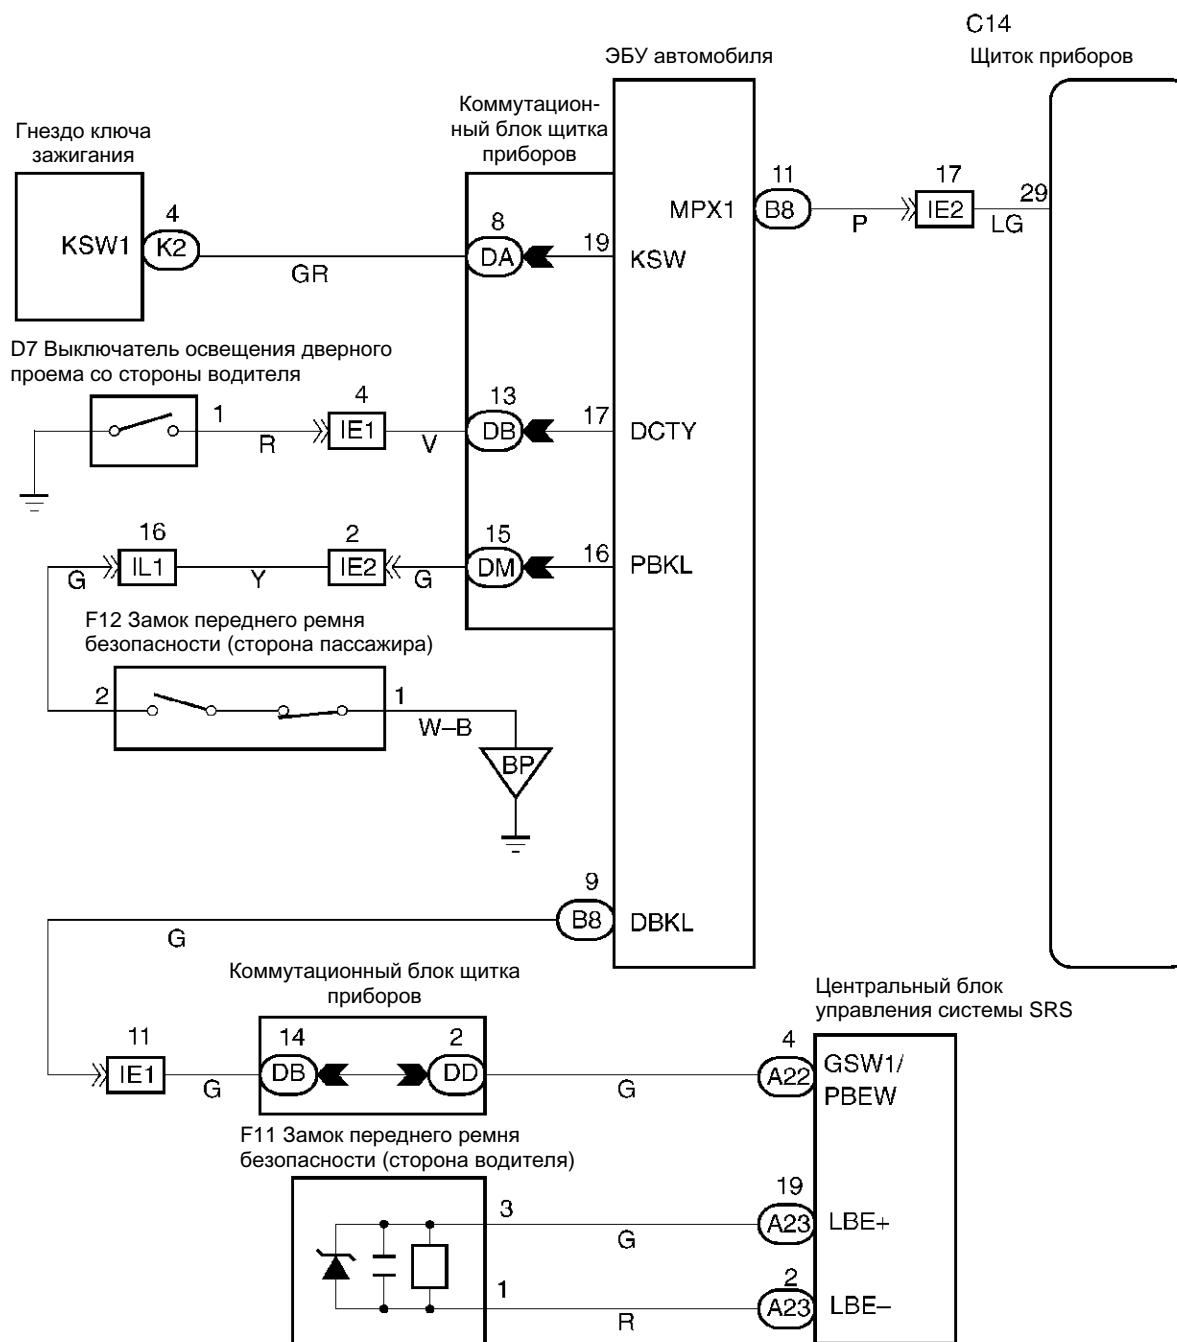 C14
ЭБУ автомобиля
Щиток приборов
Коммутацион-
ный блок щитка
приборов
Гнездо ключа
зажигания
KSW1
4
K2
GR
8
DA
19
KSW
MPX1
11
B8
P
17
IE2
LG
29
D7 Выключатель освещения дверного
проема со стороны водителя
1
R
4
IE1
V
13
DB
17
DCTY
G
16
IL1
Y
2
IE2
G
15
DM
16
PBKL
F12 Замок переднего ремня
безопасности (сторона пассажира)
2
1
W–B
BP
9
B8
DBKL
G
Коммутационный блок щитка
приборов
Центральный блок
управления системы SRS
11
IE1
G
14
DB
2
DD
G
4
A22
GSW1/
PBEW
F11 Замок переднего ремня
безопасности (сторона водителя)
3
G
19
A23
LBE+
1
R
2
A23
LBE–